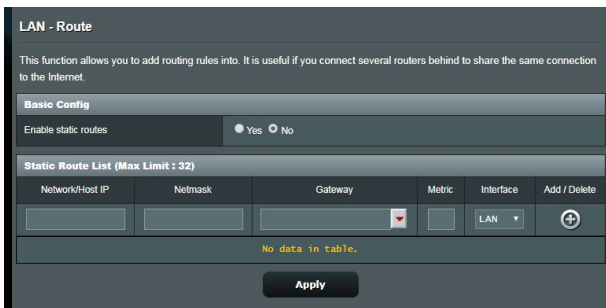 LAN - Route
This function allows you to add routing rules into. It is useful if you connect several routers behind to share the same connection
to the Internet.
Basic Config
Enable static routes Yes No
Static Route List (Max Limit : 32)
Network/Host IP Netmask Gateway Metric Interface Add / Delete
LAN
No data in table.
Apply